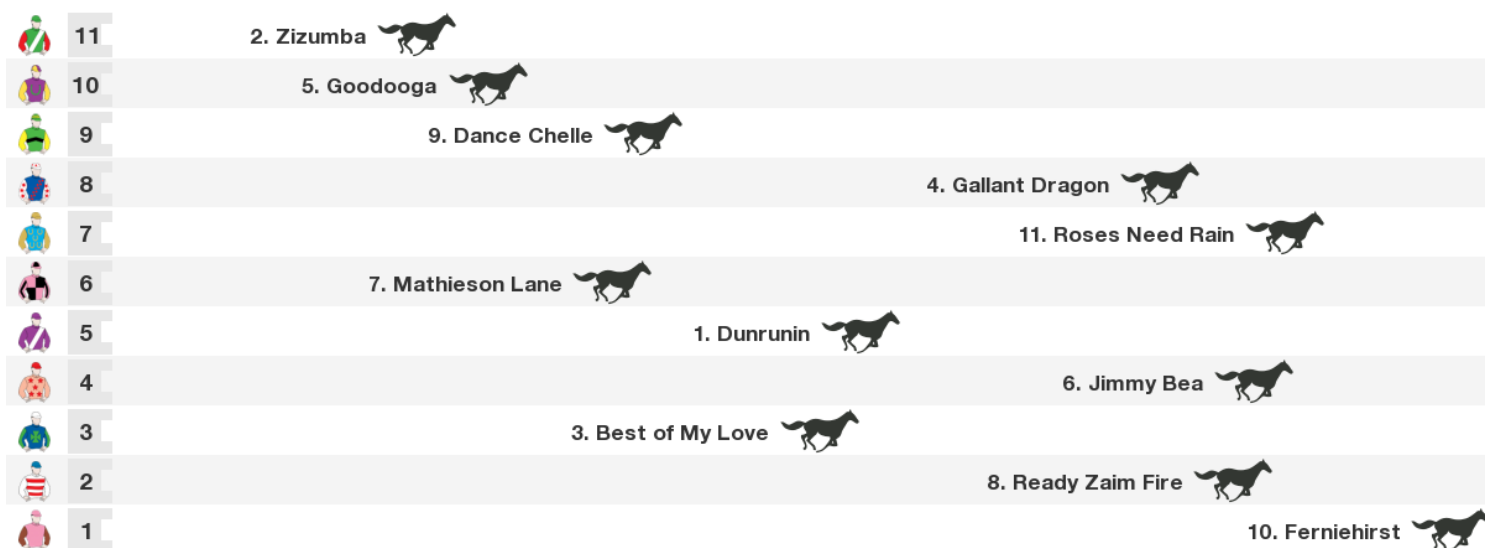 11 2. Zizumba
10 5. Goodooga
9 9. Dance Chelle
8 4. Gallant Dragon
7 11. Roses Need Rain
6 7. Mathieson Lane
5 1. Dunrunin
4 6. Jimmy Bea
3 3. Best of My Love
2 8. Ready Zaim Fire
1 10. Ferniehirst